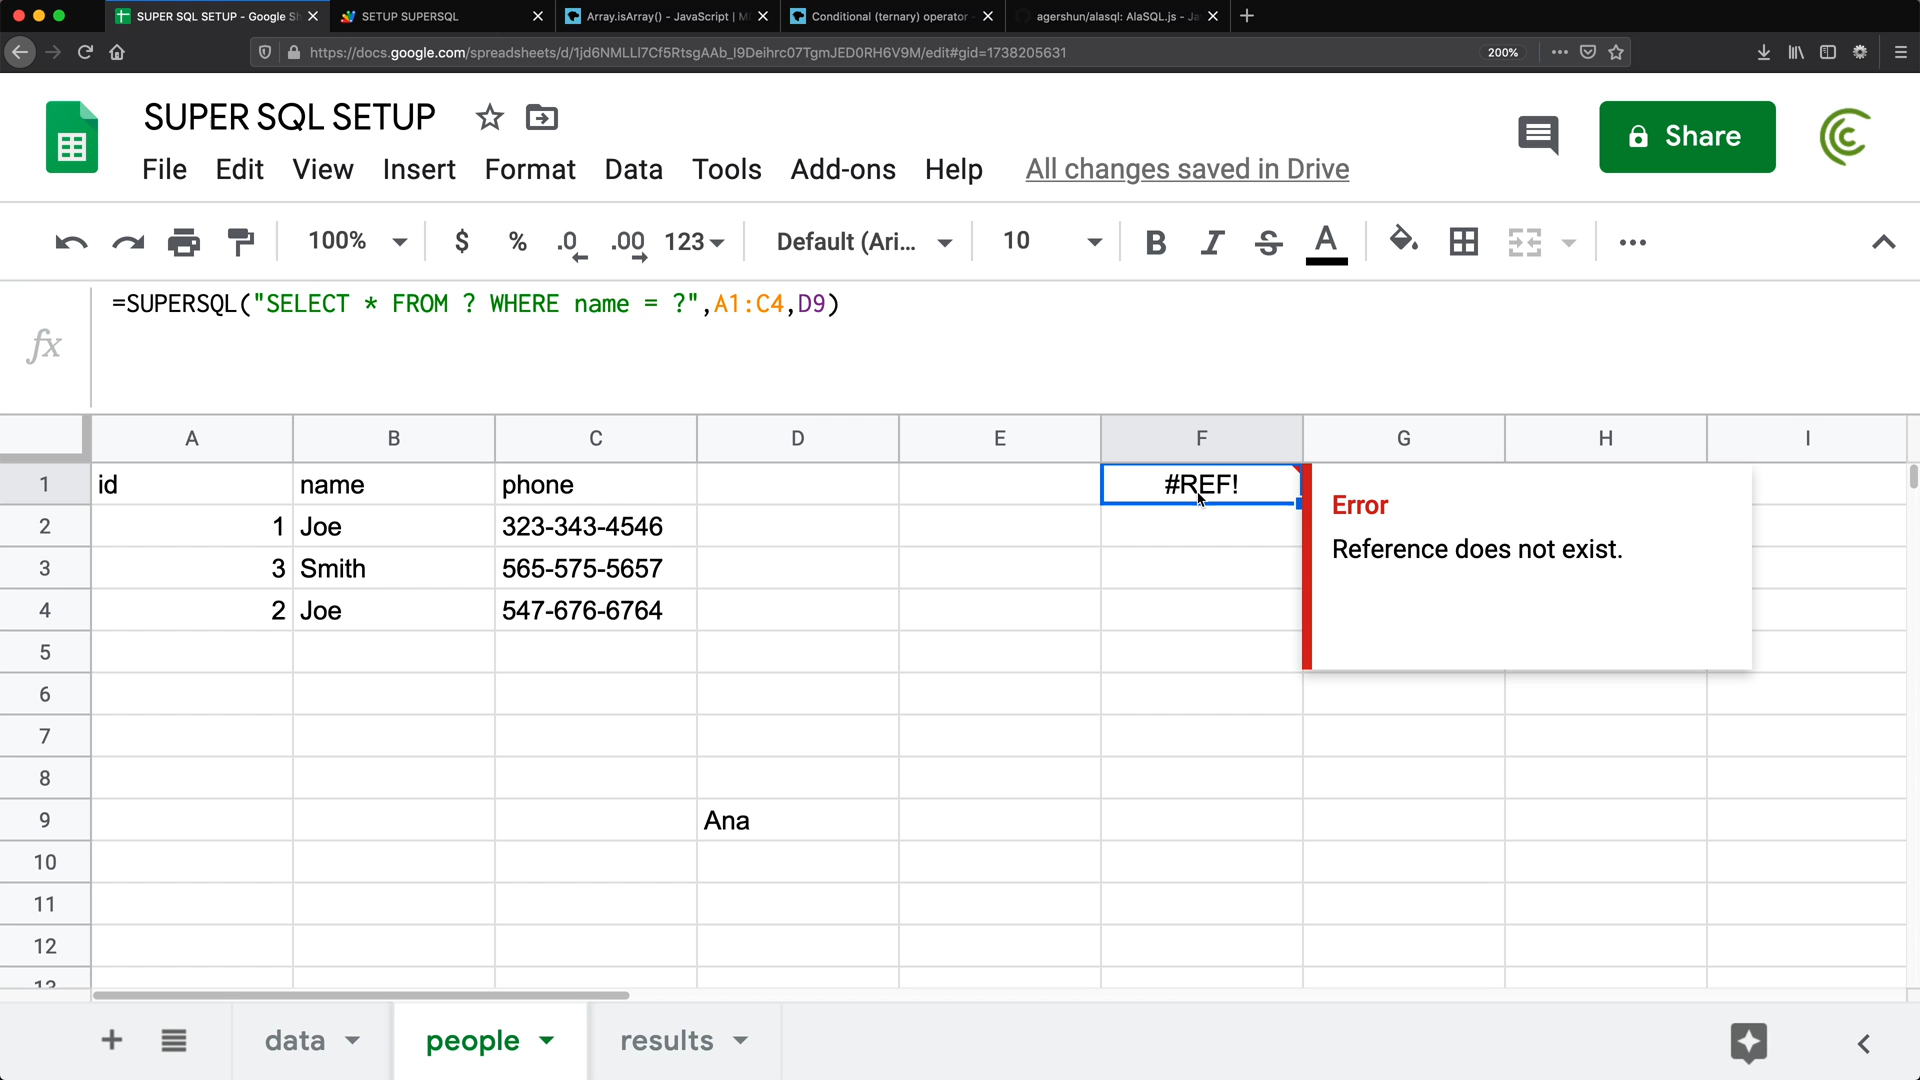 SUPER SQL SETUP - Google Sh
SETUP SUPERSQL
Array.isArray() - JavaScript | M
Conditional (ternary) operator -
agershun/alasql: AlaSQL.js - Ja
https://docs.google.com/spreadsheets/d/1jd6NMLLI7Cf5RtsgAAb_I9Deihrc07TgmJED0RH6V9M/edit#gid=1738205631
200%
SUPER SQL SETUP
Share
File Edit View Insert Format Data Tools Add-ons Help All changes saved in Drive
100% $ % .0 .00 123 Default (Ari... 10 B I S A
fx =SUPERSQL("SELECT * FROM ? WHERE name = ?",A1:C4,D9)
A B C D E F G H I
1 id name phone #REF!
Error
2 1 Joe 323-343-4546
Reference does not exist.
3 3 Smith 565-575-5657
4 2 Joe 547-676-6764
5
6
7
8
9 Ana
10
11
12
13
data people results